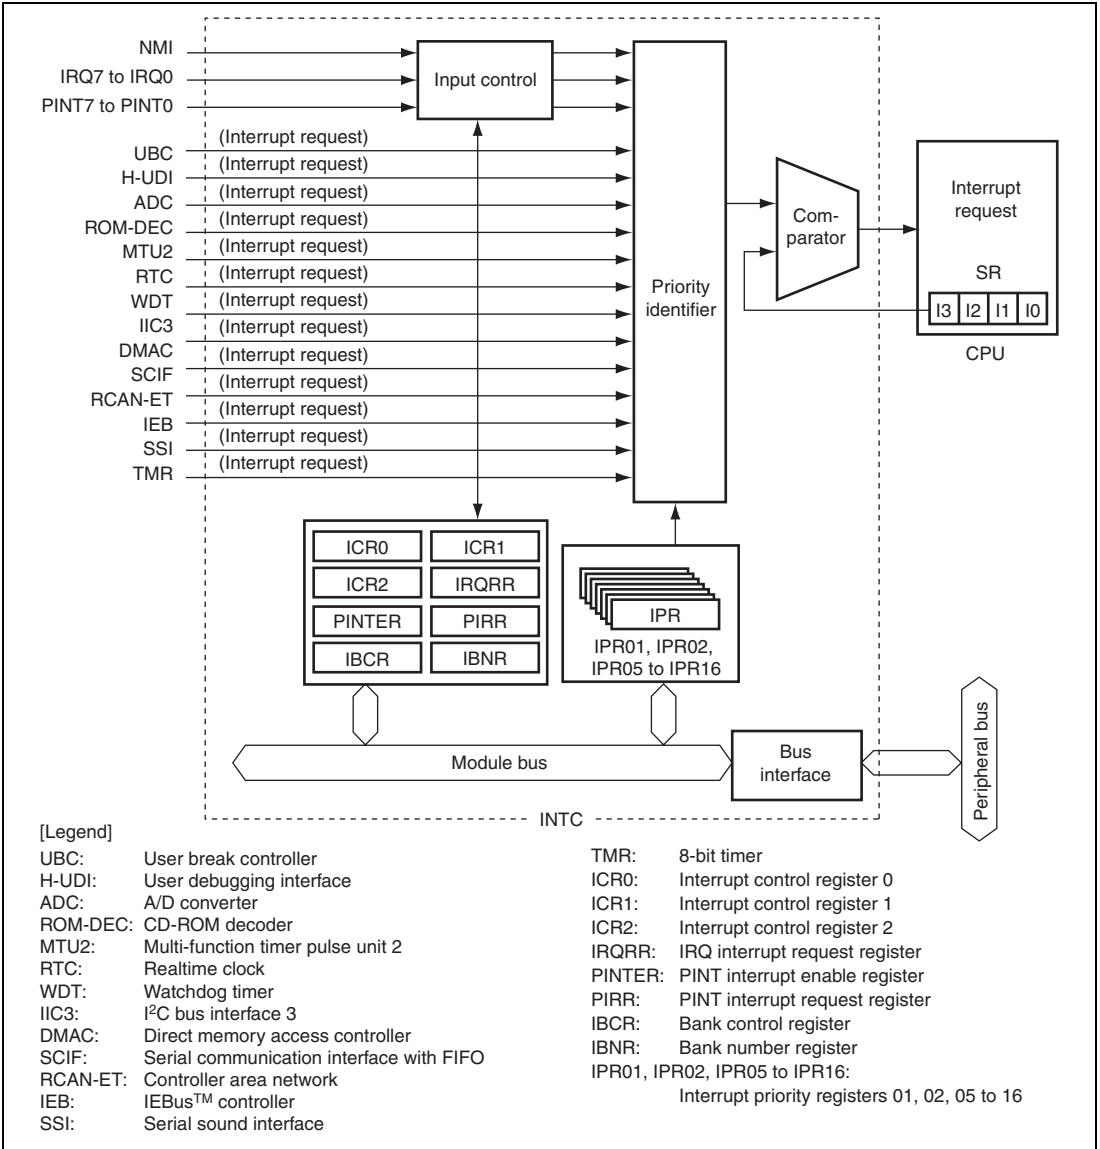 NMI
IRQ7 to IRQ0
PINT7 to PINT0
Input control
UBC
H-UDI
ADC
ROM-DEC
MTU2
RTC
WDT
IIC3
DMAC
SCIF
RCAN-ET
IEB
SSI
TMR
(Interrupt request)
(Interrupt request)
(Interrupt request)
(Interrupt request)
(Interrupt request)
(Interrupt request)
(Interrupt request)
(Interrupt request)
(Interrupt request)
(Interrupt request)
(Interrupt request)
(Interrupt request)
(Interrupt request)
Priority
identifier
Com-
parator
Interrupt
request
SR
I3 I2 I1 I0
CPU
ICR0 ICR1
ICR2 IRQRR
PINTER PIRR
IBCR IBNR
IPR
IPR01, IPR02,
IPR05 to IPR16
Module bus
Bus
interface
Peripheral bus
INTC
[Legend]
UBC: User break controller
H-UDI: User debugging interface
ADC: A/D converter
ROM-DEC: CD-ROM decoder
MTU2: Multi-function timer pulse unit 2
RTC: Realtime clock
WDT: Watchdog timer
IIC3: I²C bus interface 3
DMAC: Direct memory access controller
SCIF: Serial communication interface with FIFO
RCAN-ET: Controller area network
IEB: IEBus™ controller
SSI: Serial sound interface
TMR: 8-bit timer
ICR0: Interrupt control register 0
ICR1: Interrupt control register 1
ICR2: Interrupt control register 2
IRQRR: IRQ interrupt request register
PINTER: PINT interrupt enable register
PIRR: PINT interrupt request register
IBCR: Bank control register
IBNR: Bank number register
IPR01, IPR02, IPR05 to IPR16:
Interrupt priority registers 01, 02, 05 to 16